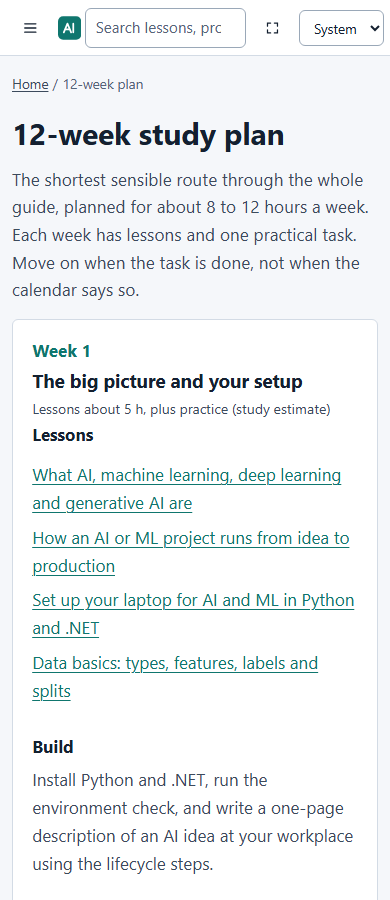 AI
Search lessons, prc
System
Home / 12-week plan
12-week study plan
The shortest sensible route through the whole
guide, planned for about 8 to 12 hours a week.
Each week has lessons and one practical task.
Move on when the task is done, not when the
calendar says so.
Week 1
The big picture and your setup
Lessons about 5 h, plus practice (study estimate)
Lessons
What AI, machine learning, deep learning
and generative AI are
How an AI or ML project runs from idea to
production
Set up your laptop for AI and ML in Python
and .NET
Data basics: types, features, labels and
splits
Build
Install Python and .NET, run the
environment check, and write a one-page
description of an AI idea at your workplace
using the lifecycle steps.